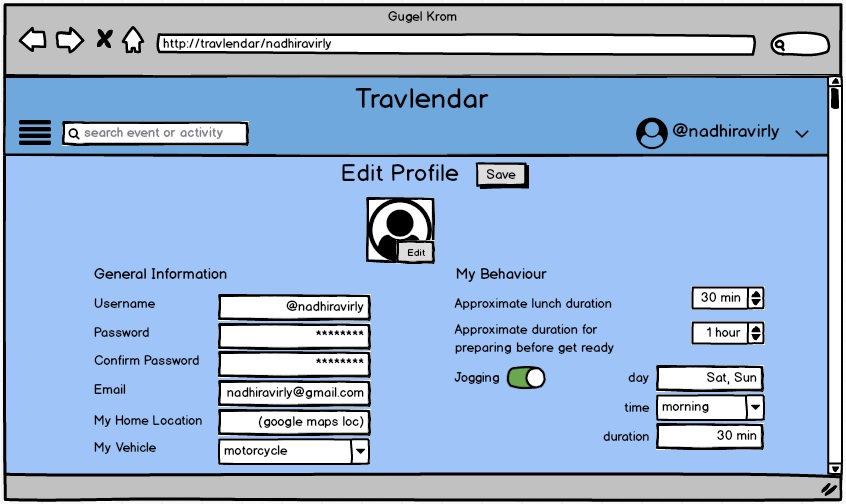 Gugel Krom
http://travlendar/nadhiravirly
Travlendar
search event or activity
@nadhiravirly
Edit Profile
Save
Edit
General Information
Username
@nadhiravirly
Password
********
Confirm Password
********
Email
nadhiravirly@gmail.com
My Home Location
(google maps loc)
My Vehicle
motorcycle
My Behaviour
Approximate lunch duration
30 min
Approximate duration for
preparing before get ready
1 hour
Jogging
day
Sat, Sun
time
morning
duration
30 min